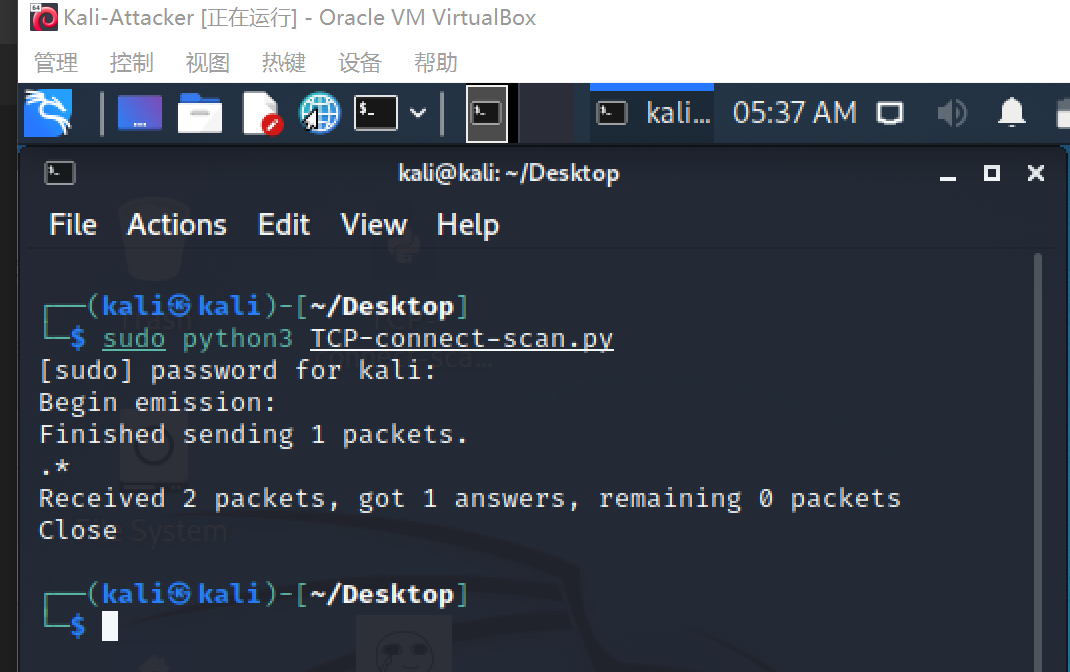 64
Kali-Attacker [正在运行] - Oracle VM VirtualBox
管理 控制 视图 热键 设备 帮助
kali... 05:37 AM
kali@kali: ~/Desktop
File Actions Edit View Help
┌──(kali㉿kali)-[~/Desktop]
└─$ sudo python3 TCP-connect-scan.py
[sudo] password for kali:
Begin emission:
Finished sending 1 packets.
.*
Received 2 packets, got 1 answers, remaining 0 packets
Close
┌──(kali㉿kali)-[~/Desktop]
└─$